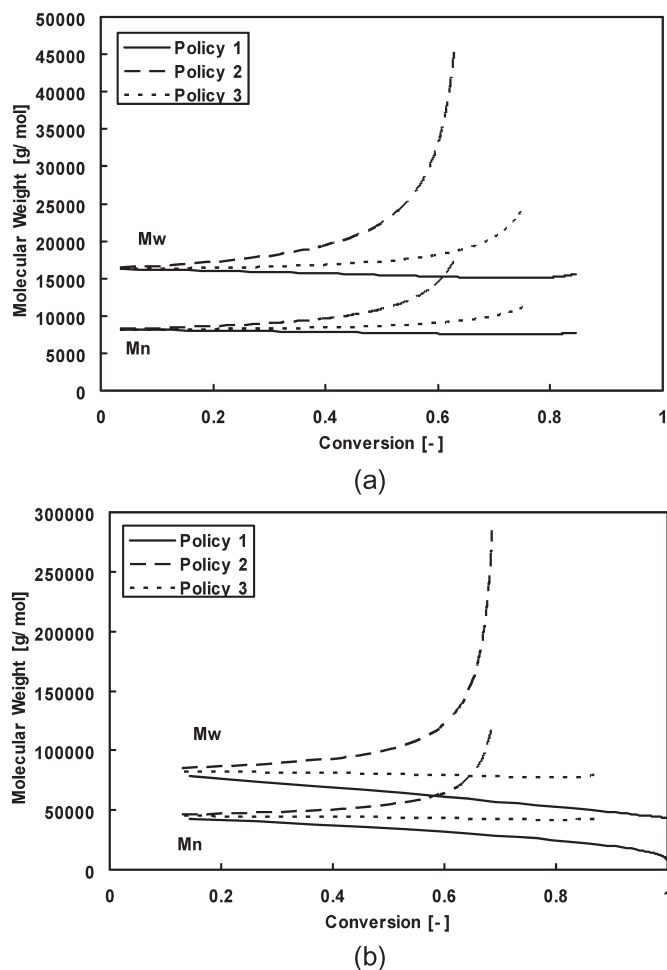 50000
45000
40000
35000
30000
25000
20000
15000
10000
5000
0
Molecular Weight [g/ mol]
Policy 1
Policy 2
Policy 3
Mw
Mn
0 0.2 0.4 0.6 0.8 1
Conversion [-]
(a)
300000
250000
200000
150000
100000
50000
0
Molecular Weight [g/ mol]
Policy 1
Policy 2
Policy 3
Mw
Mn
0 0.2 0.4 0.6 0.8 1
Conversion [-]
(b)